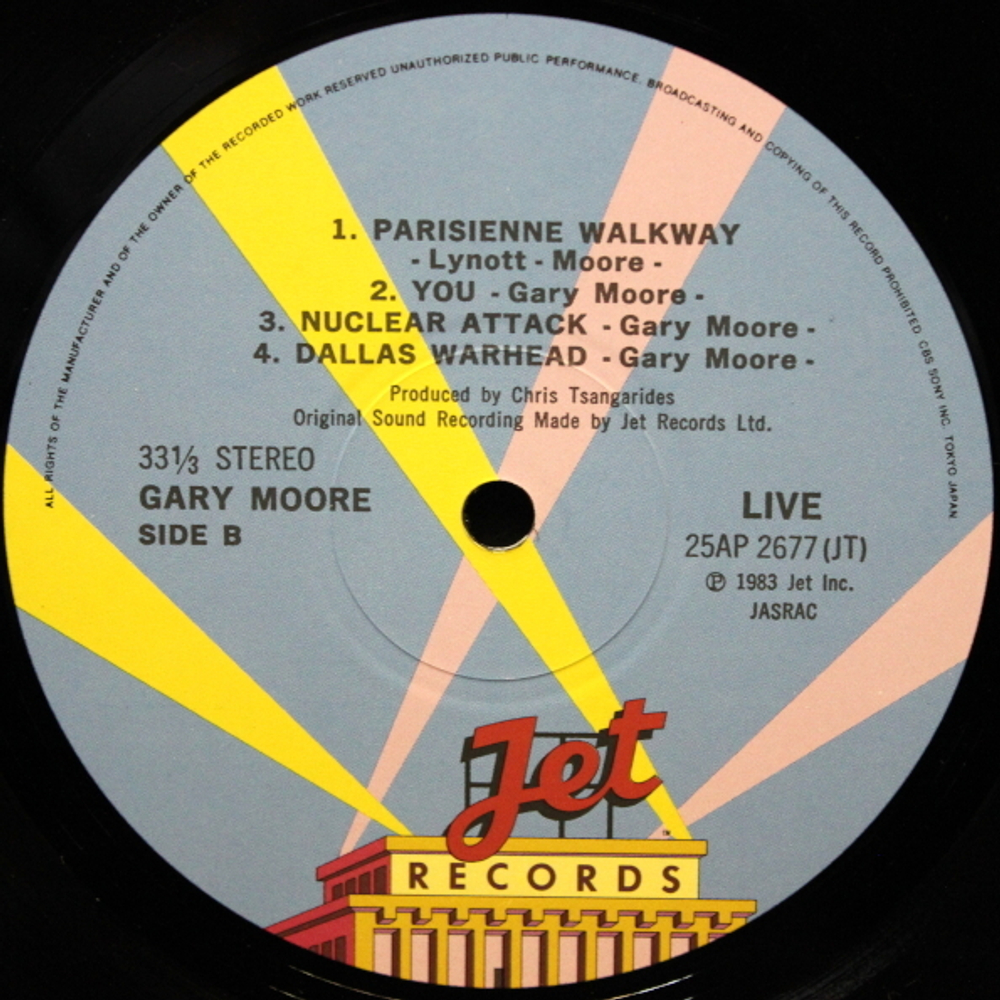 ALL RIGHTS OF THE MANUFACTURER AND OF THE OWNER OF THE RECORDED WORK RESERVED UNAUTHORIZED PUBLIC PERFORMANCE. BROADCASTING AND COPYING OF THIS RECORD PROHIBITED CBS SONY INC. TOKYO JAPAN
1. PARISIENNE WALKWAY
- Lynott - Moore -
2. YOU - Gary Moore -
3. NUCLEAR ATTACK - Gary Moore -
4. DALLAS WARHEAD - Gary Moore -
Produced by Chris Tsangarides
Original Sound Recording Made by Jet Records Ltd.
33⅓ STEREO
GARY MOORE
SIDE B
LIVE
25AP 2677 (JT)
℗ 1983 Jet Inc.
JASRAC
Jet
™
RECORDS